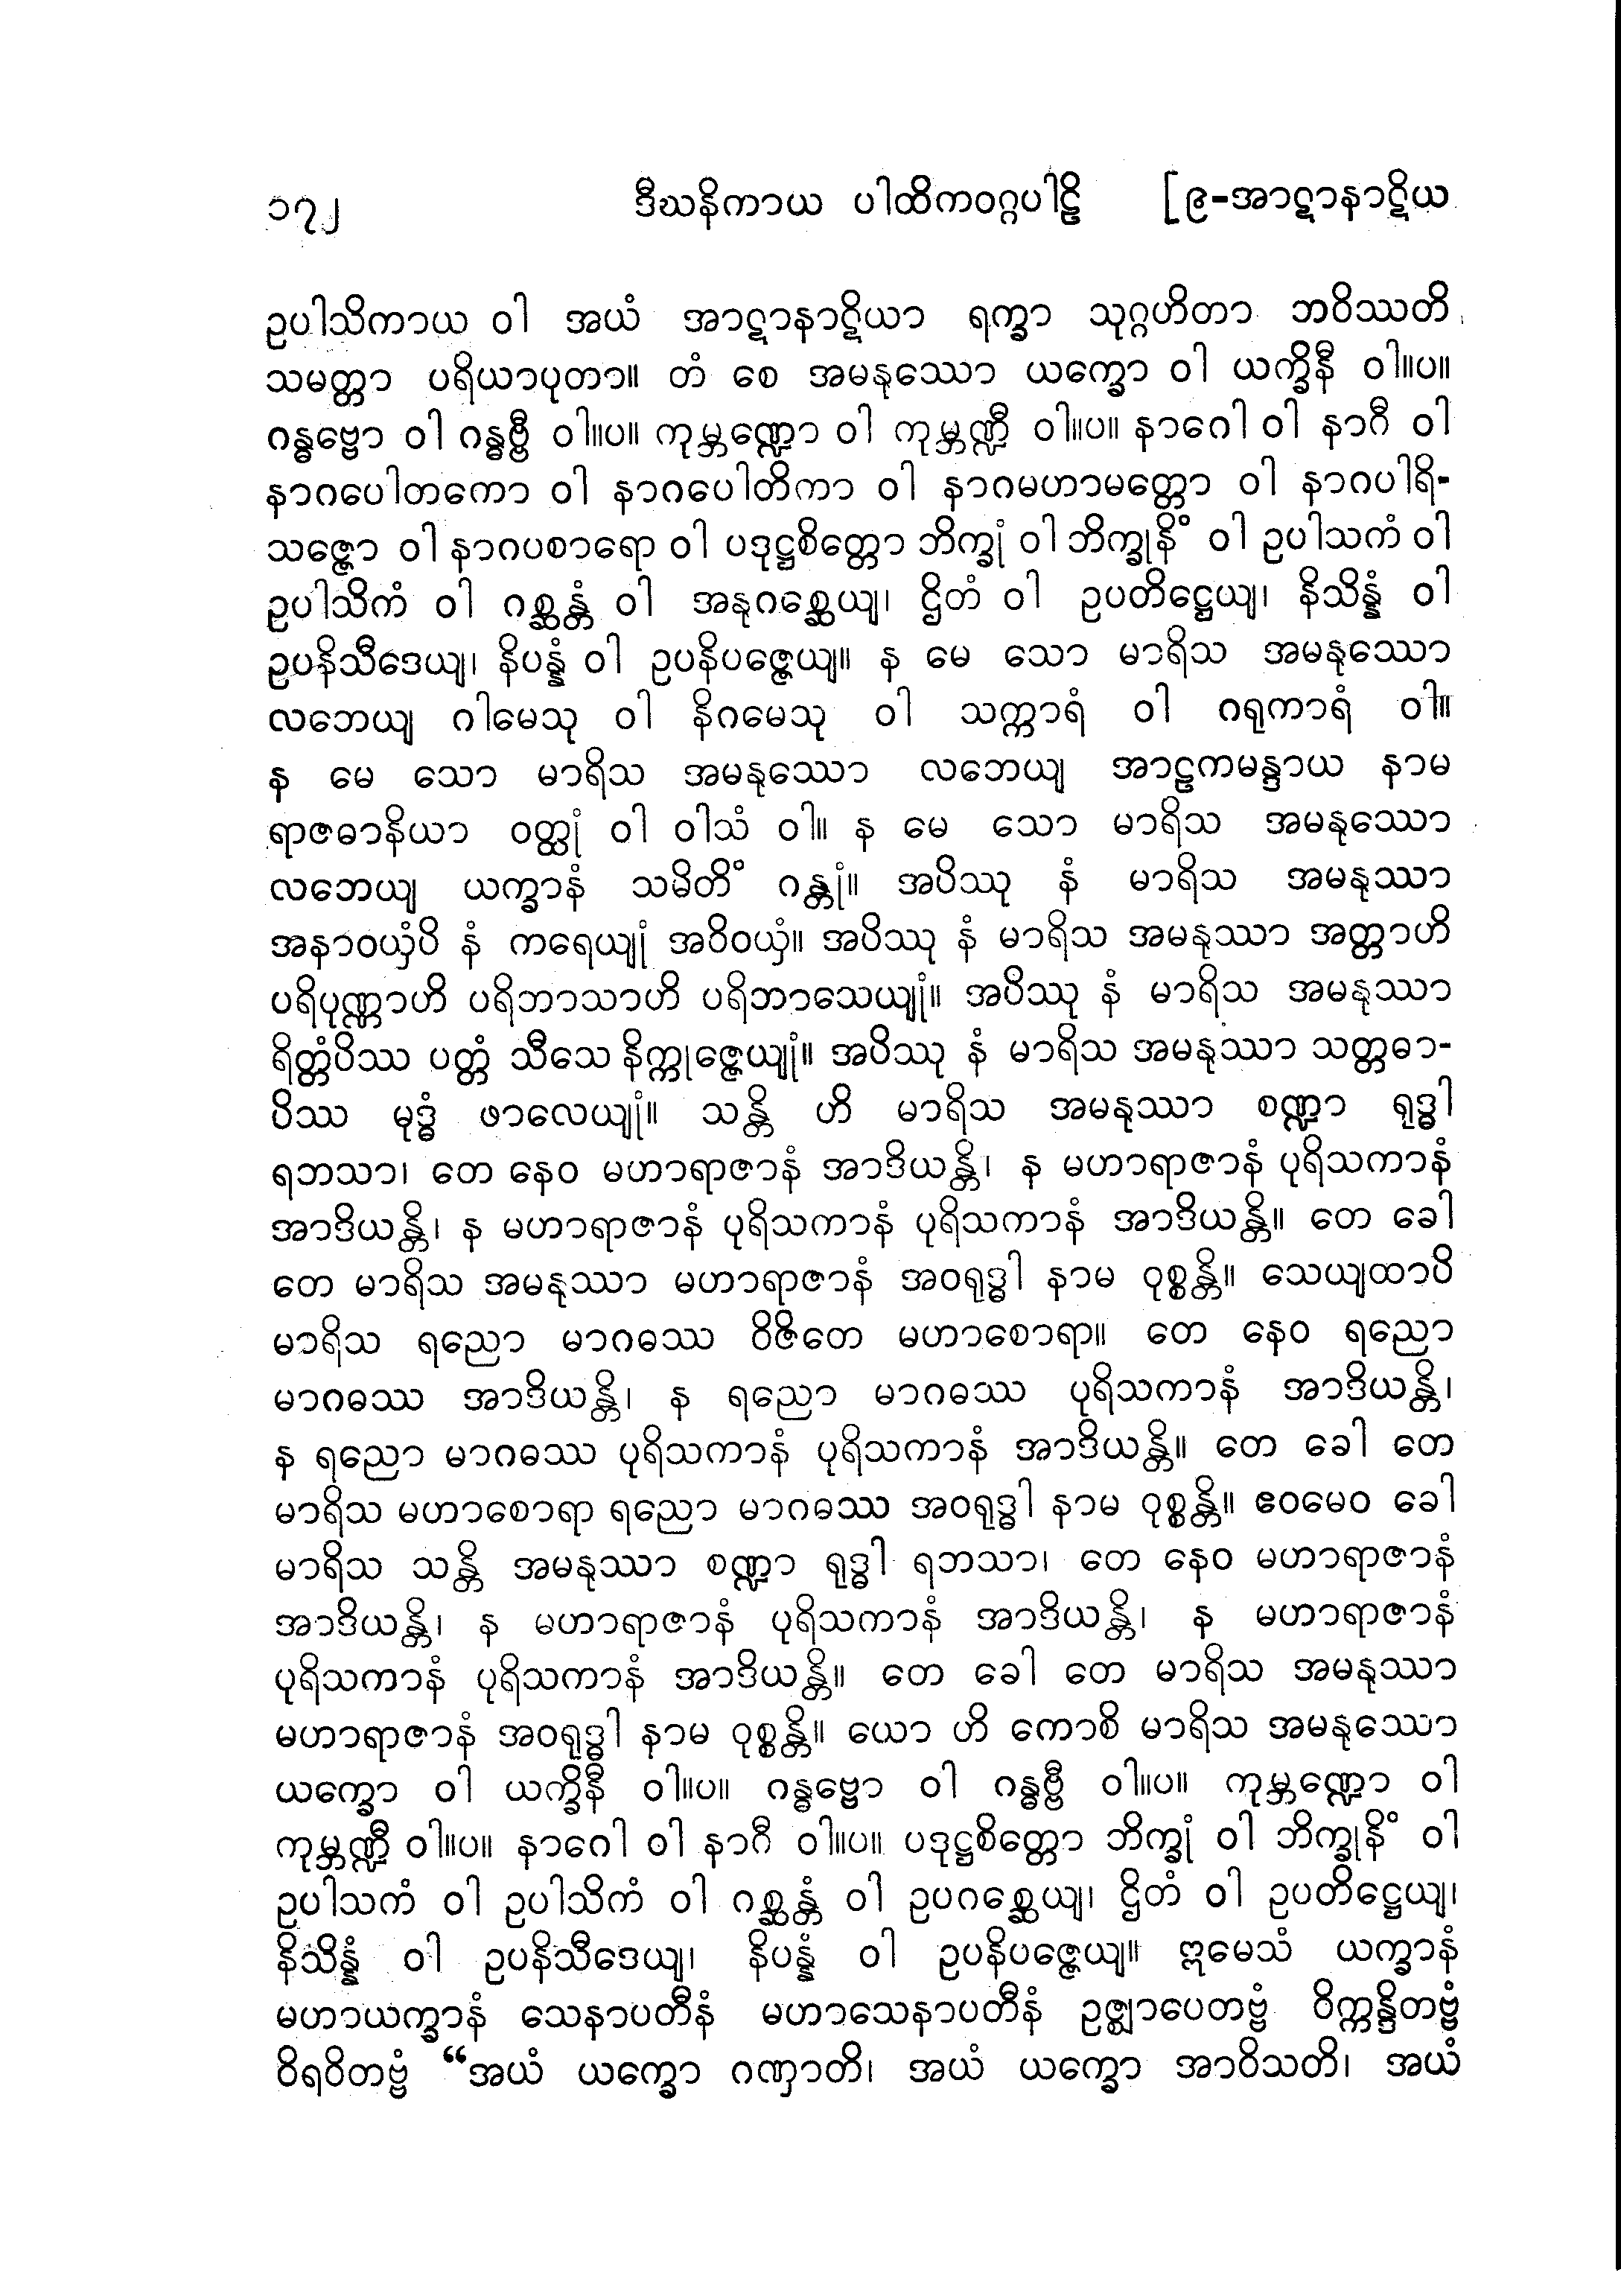 ၁၇၂ ဒီဃနိကာယ ပါထိကဝဂ္ဂပါဠိ [၉-အာဋာနာဋိယ
ဥပါသိကာယ ဝါ အယံ အာဋာနာဋိယာ ရက္ခာ သုဂ္ဂဟိတာ ဘဝိဿတိ
သမတ္တာ ပရိယာပုတာ။ တံ စေ အမနုဿော ယက္ခော ဝါ ယက္ခိနီ ဝါ။ပ။
ဂန္ဓဗ္ဗော ဝါ ဂန္ဓဗ္ဗီ ဝါ။ပ။ ကုမ္ဘဏ္ဍော ဝါ ကုမ္ဘဏ္ဍီ ဝါ။ပ။ နာဂေါ ဝါ နာဂီ ဝါ
နာဂပေါတကော ဝါ နာဂပေါတိကာ ဝါ နာဂမဟာမတ္တော ဝါ နာဂပါရိ-
သဇ္ဇော ဝါ နာဂပစာရော ဝါ ပဒုဋ္ဌစိတ္တော ဘိက္ခုံ ဝါ ဘိက္ခုနိံ ဝါ ဥပါသကံ ဝါ
ဥပါသိကံ ဝါ ဂစ္ဆန္တံ ဝါ အနုဂစ္ဆေယျ၊ ဌိတံ ဝါ ဥပတိဋ္ဌေယျ၊ နိသိန္နံ ဝါ
ဥပနိသီဒေယျ၊ နိပန္နံ ဝါ ဥပနိပဇ္ဇေယျ။ န မေ သော မာရိသ အမနုဿော
လဘေယျ ဂါမေသု ဝါ နိဂမေသု ဝါ သက္ကာရံ ဝါ ဂရုကာရံ ဝါ။
န မေ သော မာရိသ အမနုဿော လဘေယျ အာဠကမန္ဒာယ နာမ
ရာဇဓာနိယာ ဝတ္ထုံ ဝါ ဝါသံ ဝါ။ န မေ သော မာရိသ အမနုဿော
လဘေယျ ယက္ခာနံ သမိတိံ ဂန္တုံ။ အပိဿု နံ မာရိသ အမနုဿာ
အနာဝယှံပိ နံ ကရေယျုံ အဝိဝယှံ။ အပိဿု နံ မာရိသ အမနုဿာ အတ္တာဟိ
ပရိပုဏ္ဏာဟိ ပရိဘာသာဟိ ပရိဘာသေယျုံ။ အပိဿု နံ မာရိသ အမနုဿာ
ရိတ္တံပိဿ ပတ္တံ သီသေ နိက္ကုဇ္ဇေယျုံ။ အပိဿု နံ မာရိသ အမနုဿာ သတ္တဓာ-
ပိဿ မုဒ္ဓံ ဖာလေယျုံ။ သန္တိ ဟိ မာရိသ အမနုဿာ စဏ္ဍာ ရုဒ္ဓါ
ရဘသာ၊ တေ နေဝ မဟာရာဇာနံ အာဒိယန္တိ၊ န မဟာရာဇာနံ ပုရိသကာနံ
အာဒိယန္တိ၊ န မဟာရာဇာနံ ပုရိသကာနံ ပုရိသကာနံ အာဒိယန္တိ။ တေ ခေါ
တေ မာရိသ အမနုဿာ မဟာရာဇာနံ အဝရုဒ္ဓါ နာမ ဝုစ္စန္တိ။ သေယျထာပိ
မာရိသ ရညော မာဂဓဿ ဝိဇိတေ မဟာစောရာ။ တေ နေဝ ရညော
မာဂဓဿ အာဒိယန္တိ၊ န ရညော မာဂဓဿ ပုရိသကာနံ အာဒိယန္တိ၊
န ရညော မာဂဓဿ ပုရိသကာနံ ပုရိသကာနံ အာဒိယန္တိ။ တေ ခေါ တေ
မာရိသ မဟာစောရာ ရညော မာဂဓဿ အဝရုဒ္ဓါ နာမ ဝုစ္စန္တိ။ ဧဝမေဝ ခေါ
မာရိသ သန္တိ အမနုဿာ စဏ္ဍာ ရုဒ္ဓါ ရဘသာ၊ တေ နေဝ မဟာရာဇာနံ
အာဒိယန္တိ၊ န မဟာရာဇာနံ ပုရိသကာနံ အာဒိယန္တိ၊ န မဟာရာဇာနံ
ပုရိသကာနံ ပုရိသကာနံ အာဒိယန္တိ။ တေ ခေါ တေ မာရိသ အမနုဿာ
မဟာရာဇာနံ အဝရုဒ္ဓါ နာမ ဝုစ္စန္တိ။ ယော ဟိ ကောစိ မာရိသ အမနုဿော
ယက္ခော ဝါ ယက္ခိနီ ဝါ။ပ။ ဂန္ဓဗ္ဗော ဝါ ဂန္ဓဗ္ဗီ ဝါ။ပ။ ကုမ္ဘဏ္ဍော ဝါ
ကုမ္ဘဏ္ဍီ ဝါ။ပ။ နာဂေါ ဝါ နာဂီ ဝါ။ပ။ ပဒုဋ္ဌစိတ္တော ဘိက္ခုံ ဝါ ဘိက္ခုနိံ ဝါ
ဥပါသကံ ဝါ ဥပါသိကံ ဝါ ဂစ္ဆန္တံ ဝါ ဥပဂစ္ဆေယျ၊ ဌိတံ ဝါ ဥပတိဋ္ဌေယျ၊
နိသိန္နံ ဝါ ဥပနိသီဒေယျ၊ နိပန္နံ ဝါ ဥပနိပဇ္ဇေယျ။ ဣမေသံ ယက္ခာနံ
မဟာယက္ခာနံ သေနာပတီနံ မဟာသေနာပတီနံ ဥဇ္ဈာပေတဗ္ဗံ ဝိက္ကန္ဒိတဗ္ဗံ
ဝိရဝိတဗ္ဗံ “အယံ ယက္ခော ဂဏှာတိ၊ အယံ ယက္ခော အာဝိသတိ၊ အယံ